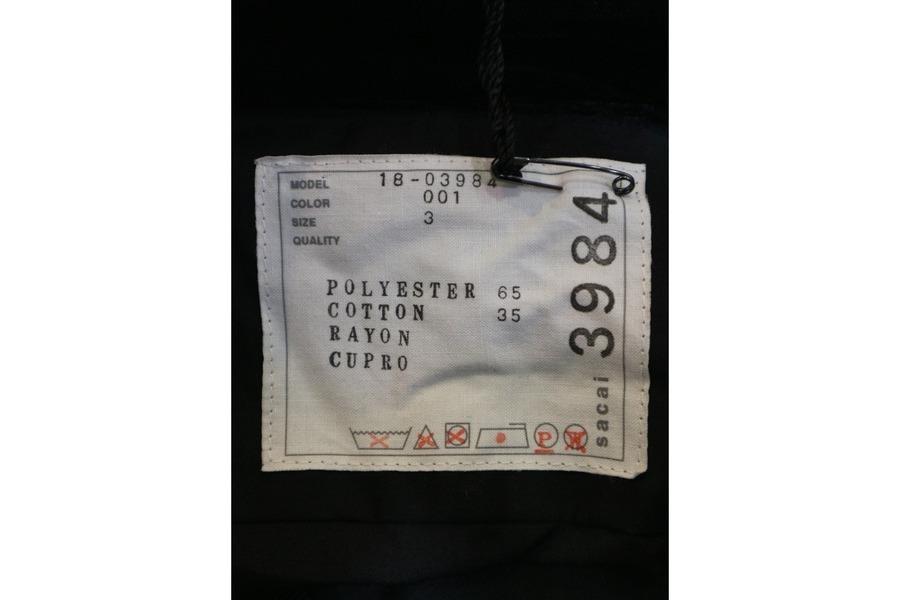 MODEL 18-03984
COLOR 001
SIZE 3
QUALITY
POLYESTER 65
COTTON 35
RAYON
CUPRO
P
W
sacai 3984